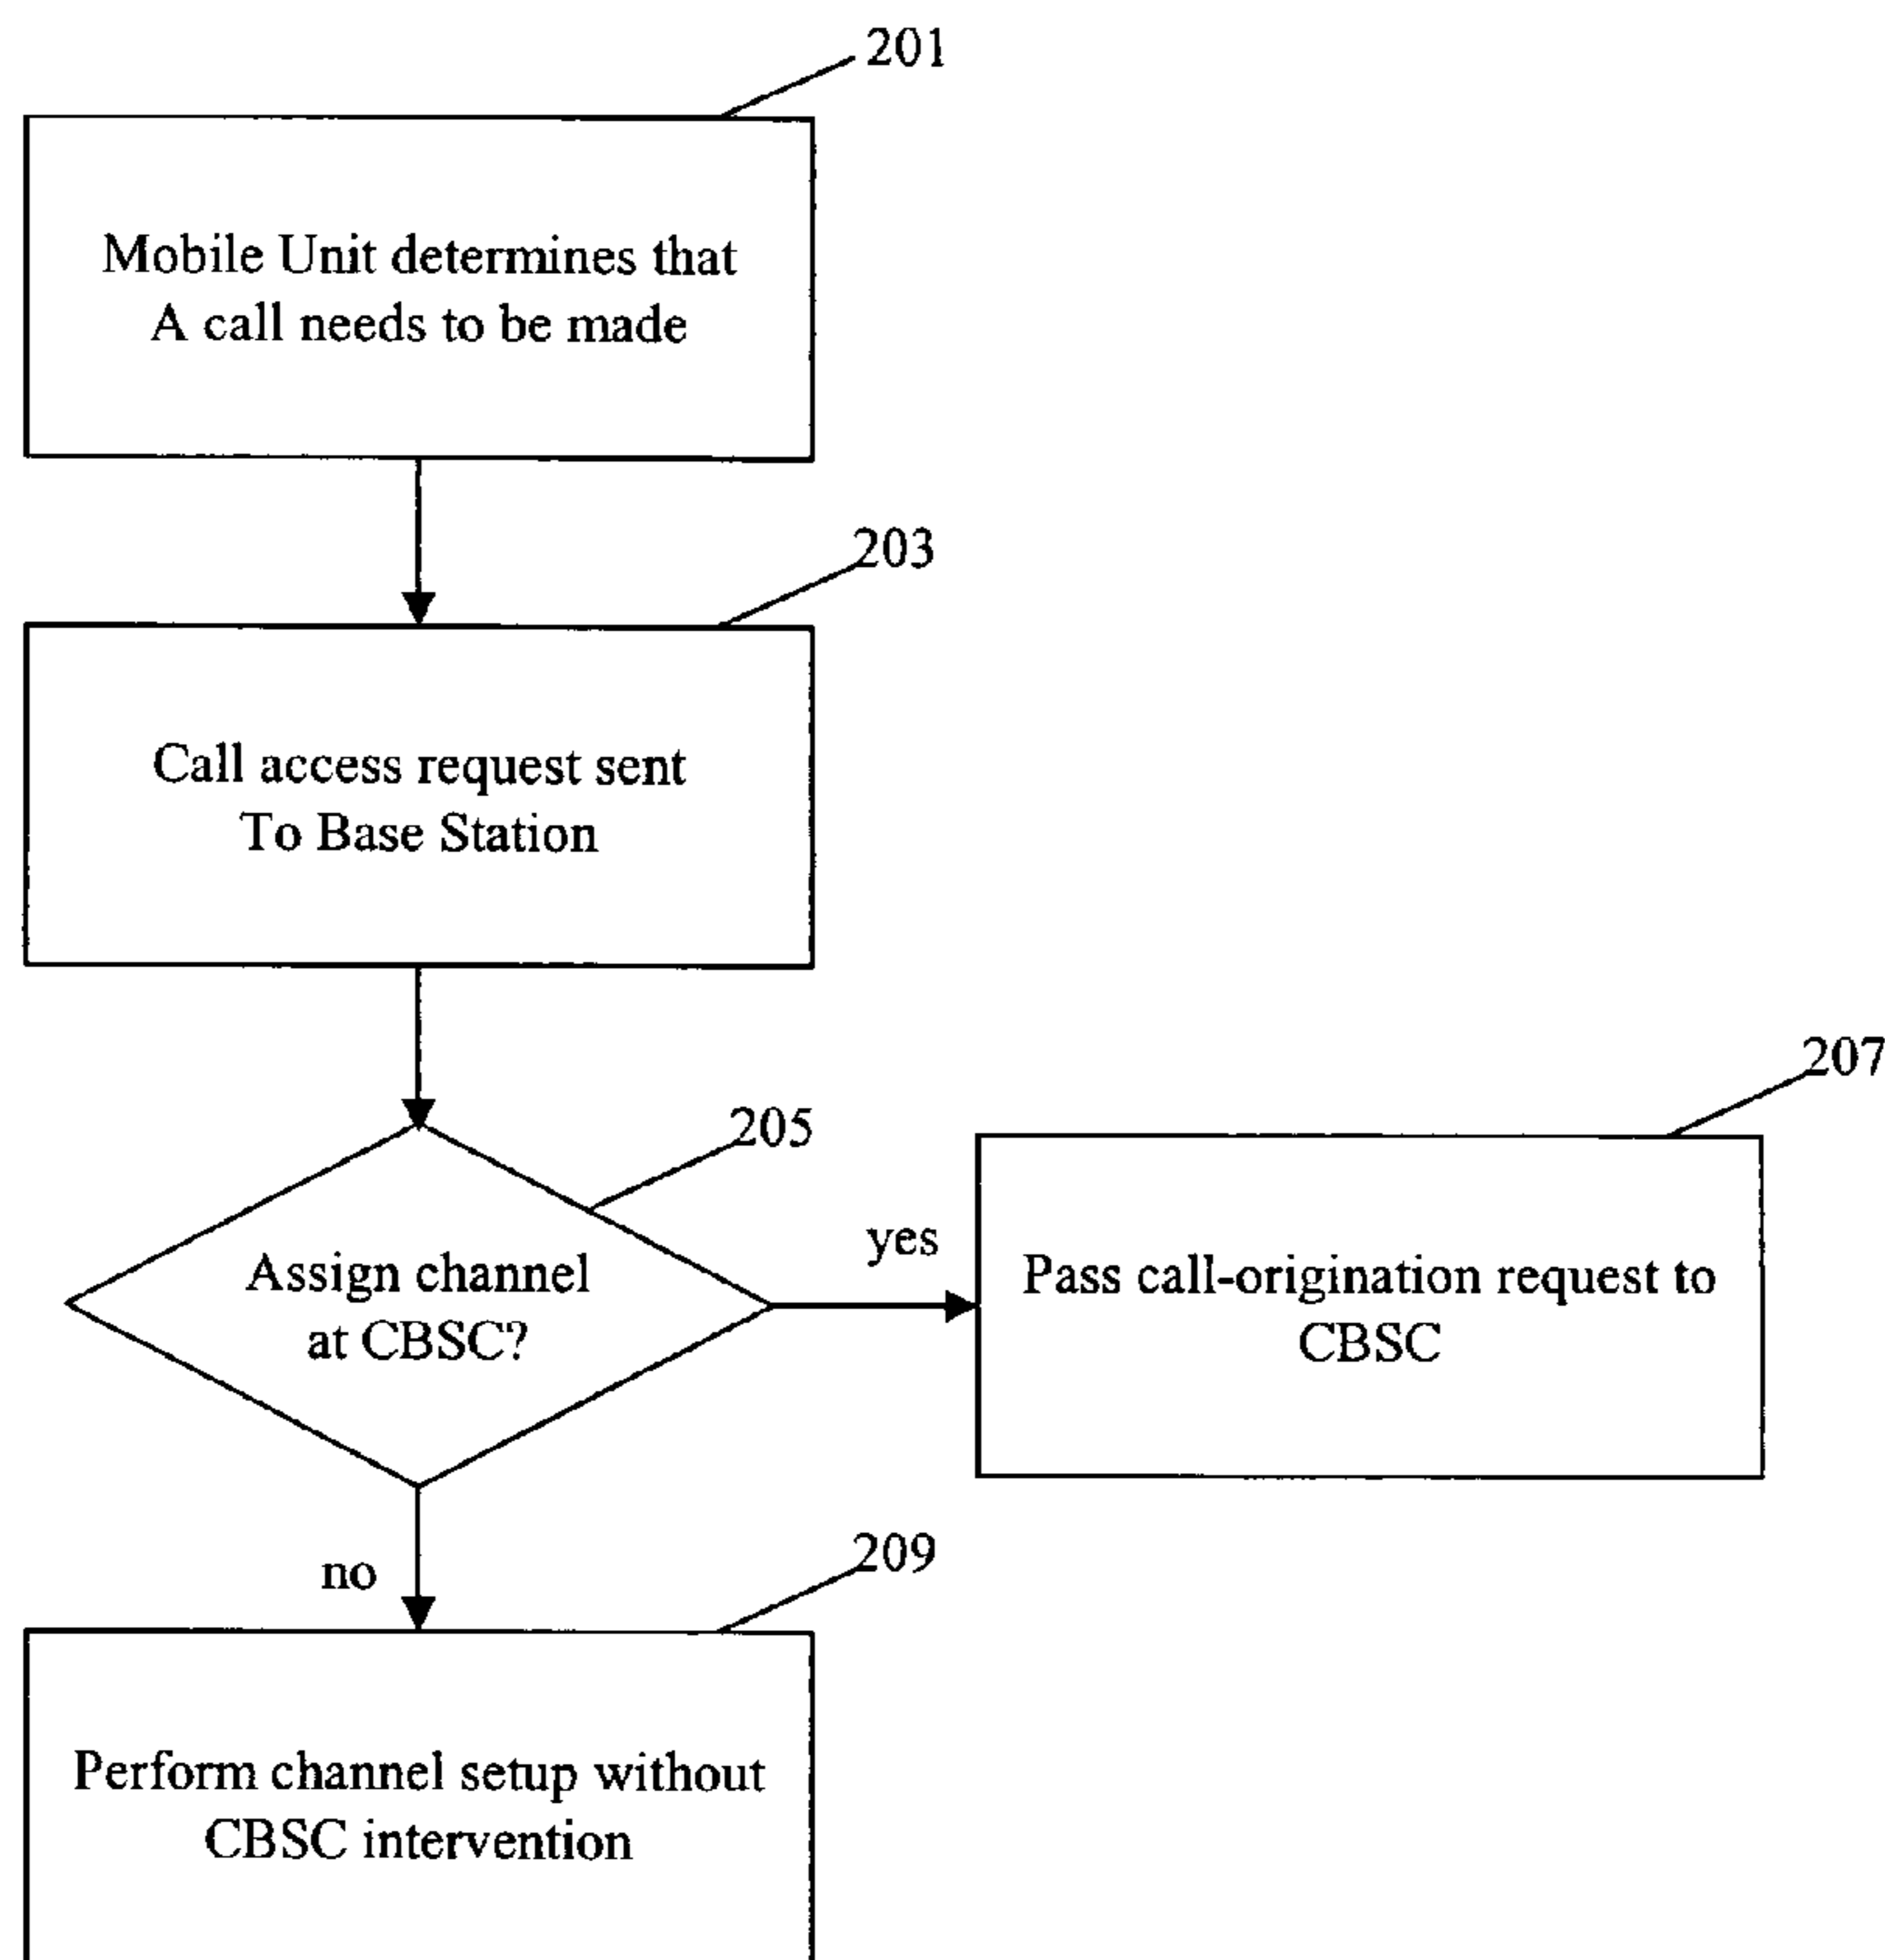 201
Mobile Unit determines that
A call needs to be made
203
Call access request sent
To Base Station
205
Assign channel
at CBSC?
yes
207
Pass call-origination request to
CBSC
no
209
Perform channel setup without
CBSC intervention